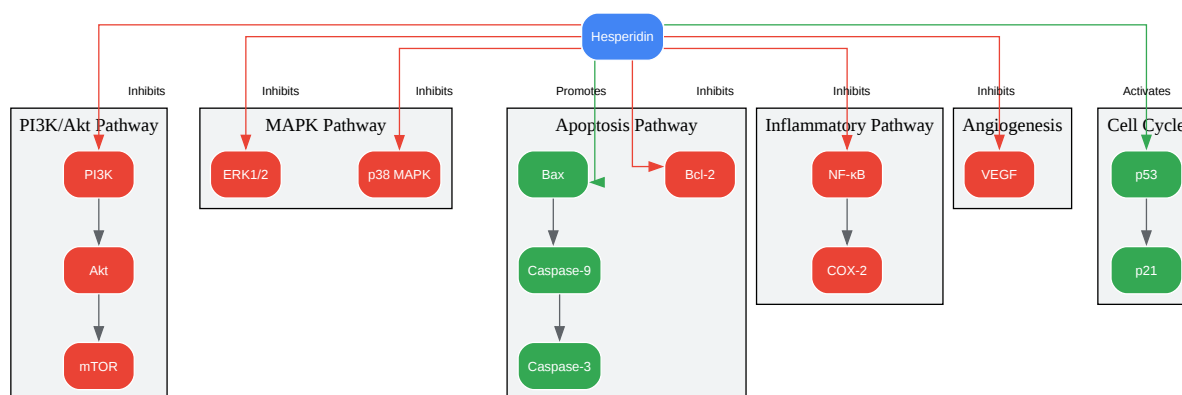 Hesperidin
Inhibits
Inhibits
Inhibits
Promotes
Inhibits
Inhibits
Inhibits
Activates
PI3K/Akt Pathway
MAPK Pathway
Apoptosis Pathway
Inflammatory Pathway
Angiogenesis
Cell Cycle
PI3K
ERK1/2
p38 MAPK
Bax
Bcl-2
NF-κB
VEGF
p53
Akt
Caspase-9
COX-2
p21
mTOR
Caspase-3